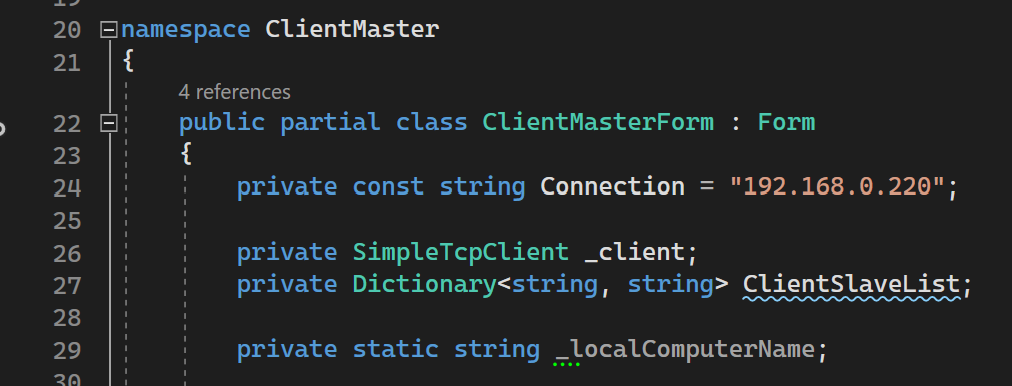 19
20 namespace ClientMaster
21 {
4 references
22 public partial class ClientMasterForm : Form
23 {
24 private const string Connection = "192.168.0.220";
25
26 private SimpleTcpClient _client;
27 private Dictionary<string, string> ClientSlaveList;
28
29 private static string _localComputerName;
30